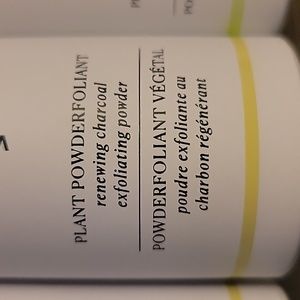 PLANT POWDERFOLIANT
renewing charcoal
exfoliating powder
POWDERFOLIANT VÉGÉTAL
poudre exfoliante au
charbon régénérant